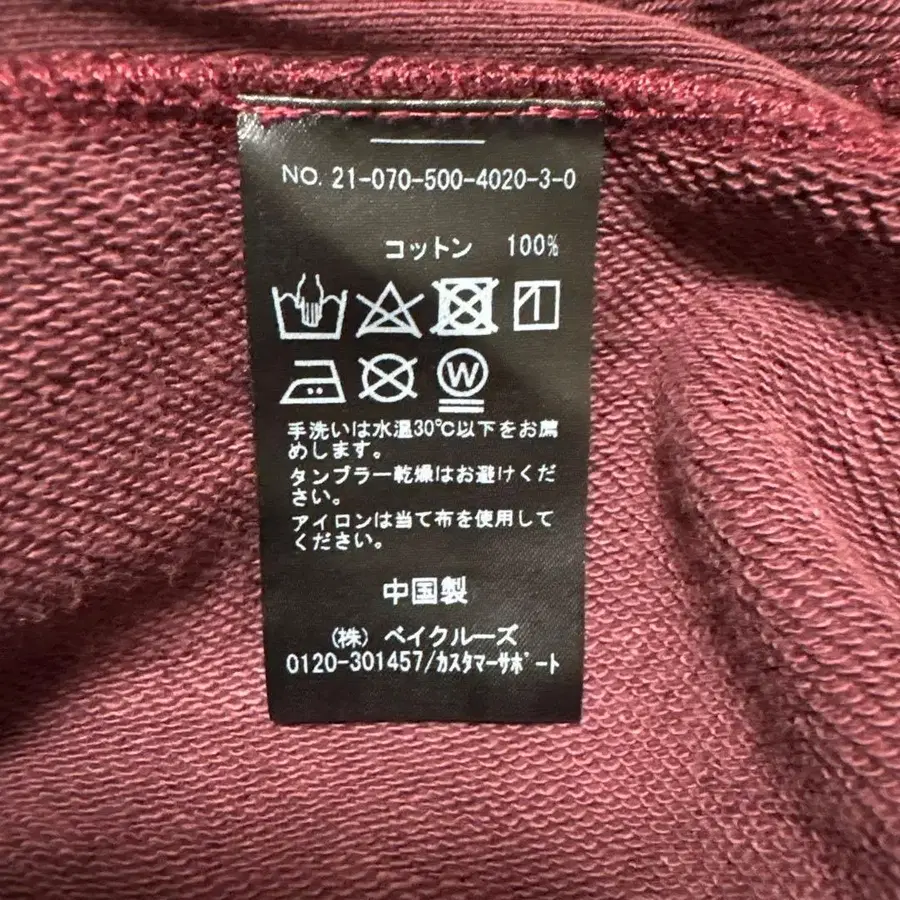 NO. 21-070-500-4020-3-0
コットン 100%
W
手洗いは水温30℃以下をお薦
めします。
タンブラー乾燥はお避けくだ
さい。
アイロンは当て布を使用して
ください。
中国製
(株) ベイクルーズ
0120-301457/ｶｽﾀﾏｰｻﾎﾟｰﾄ